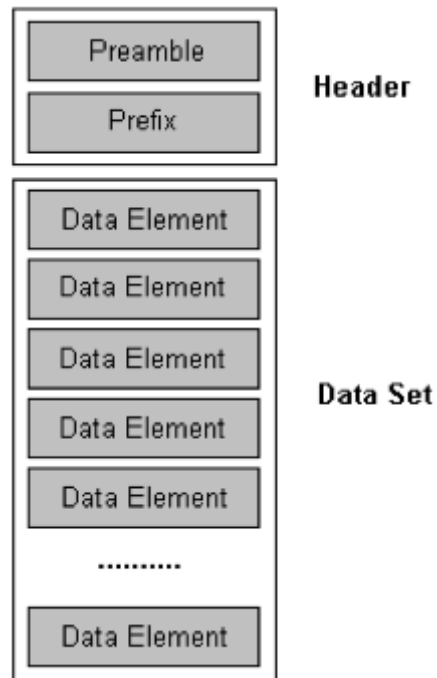 Preamble
Header
Prefix
Data Element
Data Element
Data Element
Data Set
Data Element
Data Element
..........
Data Element